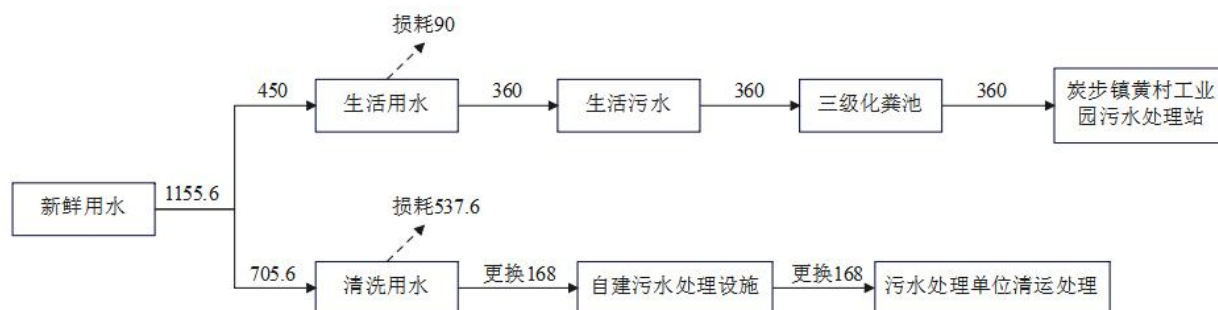 损耗90
450
生活用水
360
生活污水
360
三级化粪池
360
炭步镇黄村工业
园污水处理站
新鲜用水
1155.6
损耗537.6
705.6
清洗用水
更换168
自建污水处理设施
更换168
污水处理单位清运处理